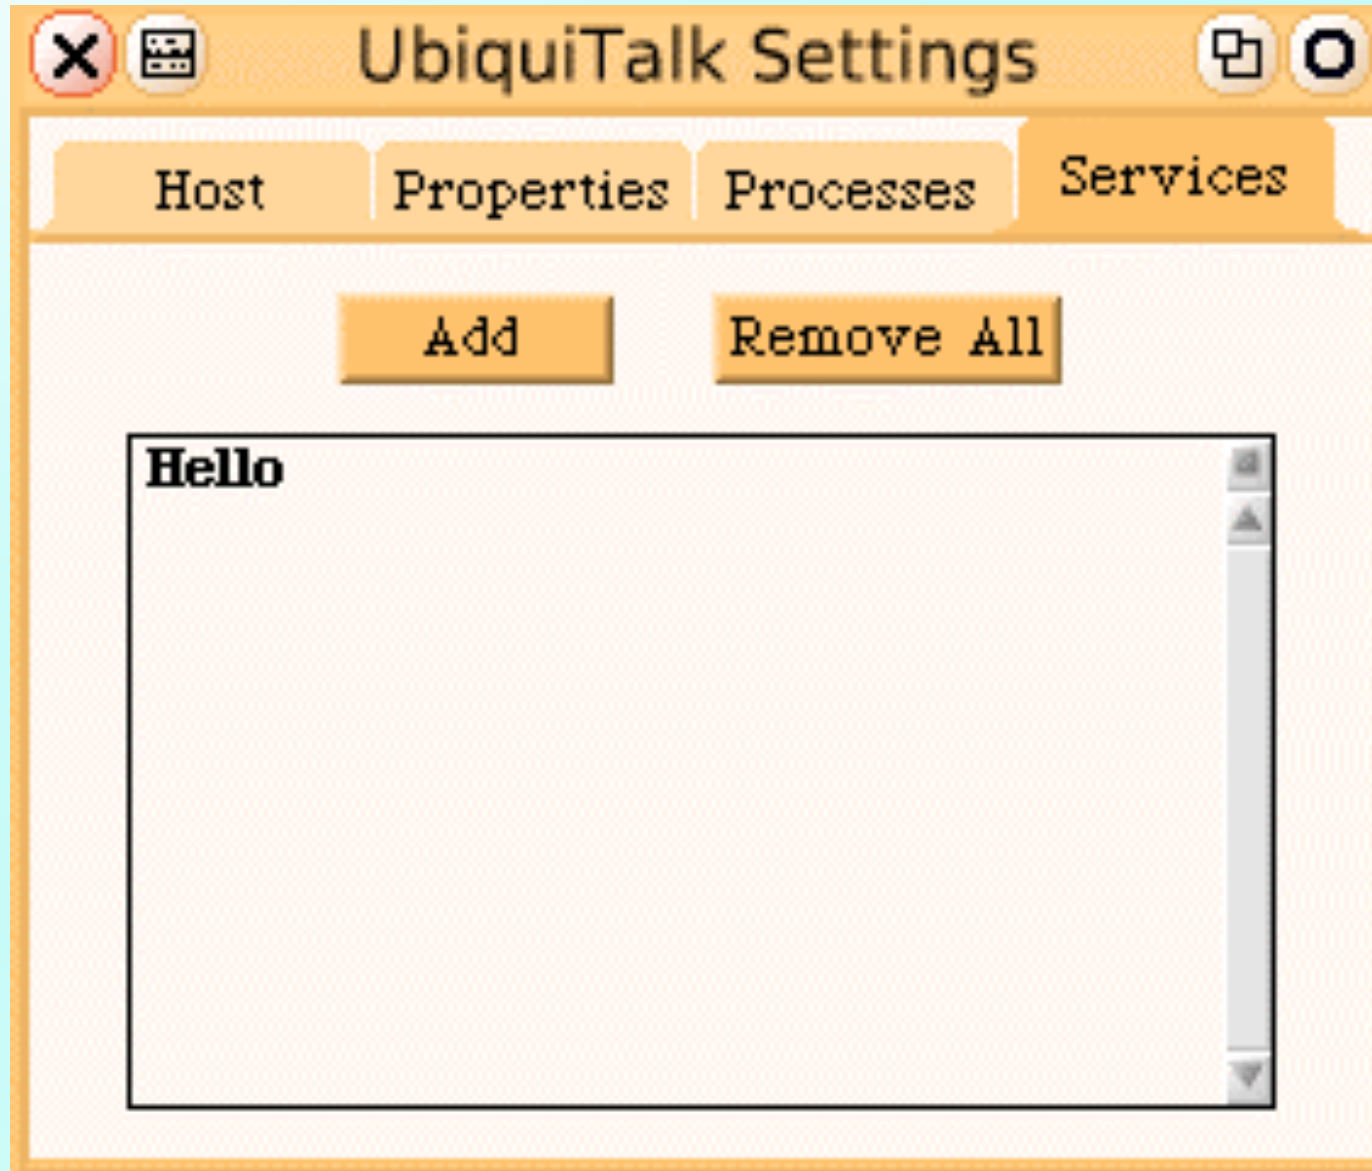 UbiquiTalk Settings
Host Properties Processes Services
Add Remove All
Hello